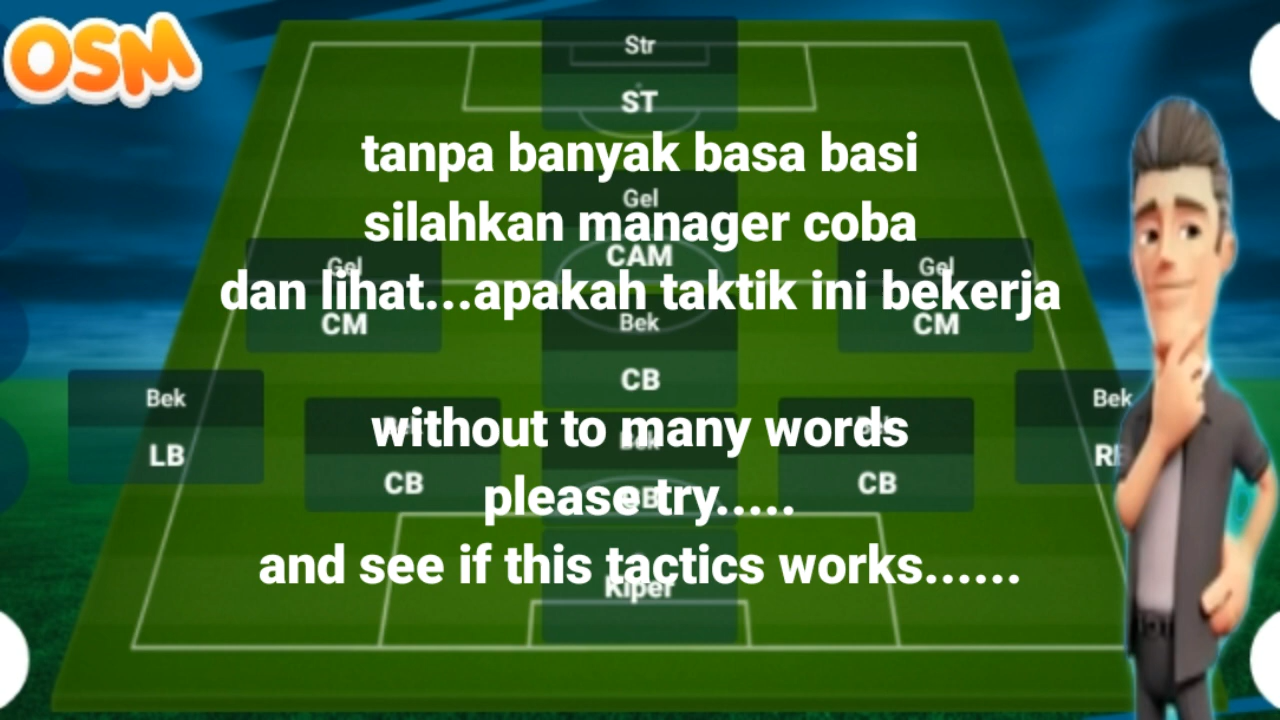 OSM
Str
ST
tanpa banyak basa basi
Gel
silahkan manager coba
CAM
Gel
Gel
dan lihat...apakah taktik ini bekerja
CM
Bek
CM
CB
Bek
Bek
without to many words
Bek
LB
CB
CB
please try.....
and see if this tactics works......
Kiper